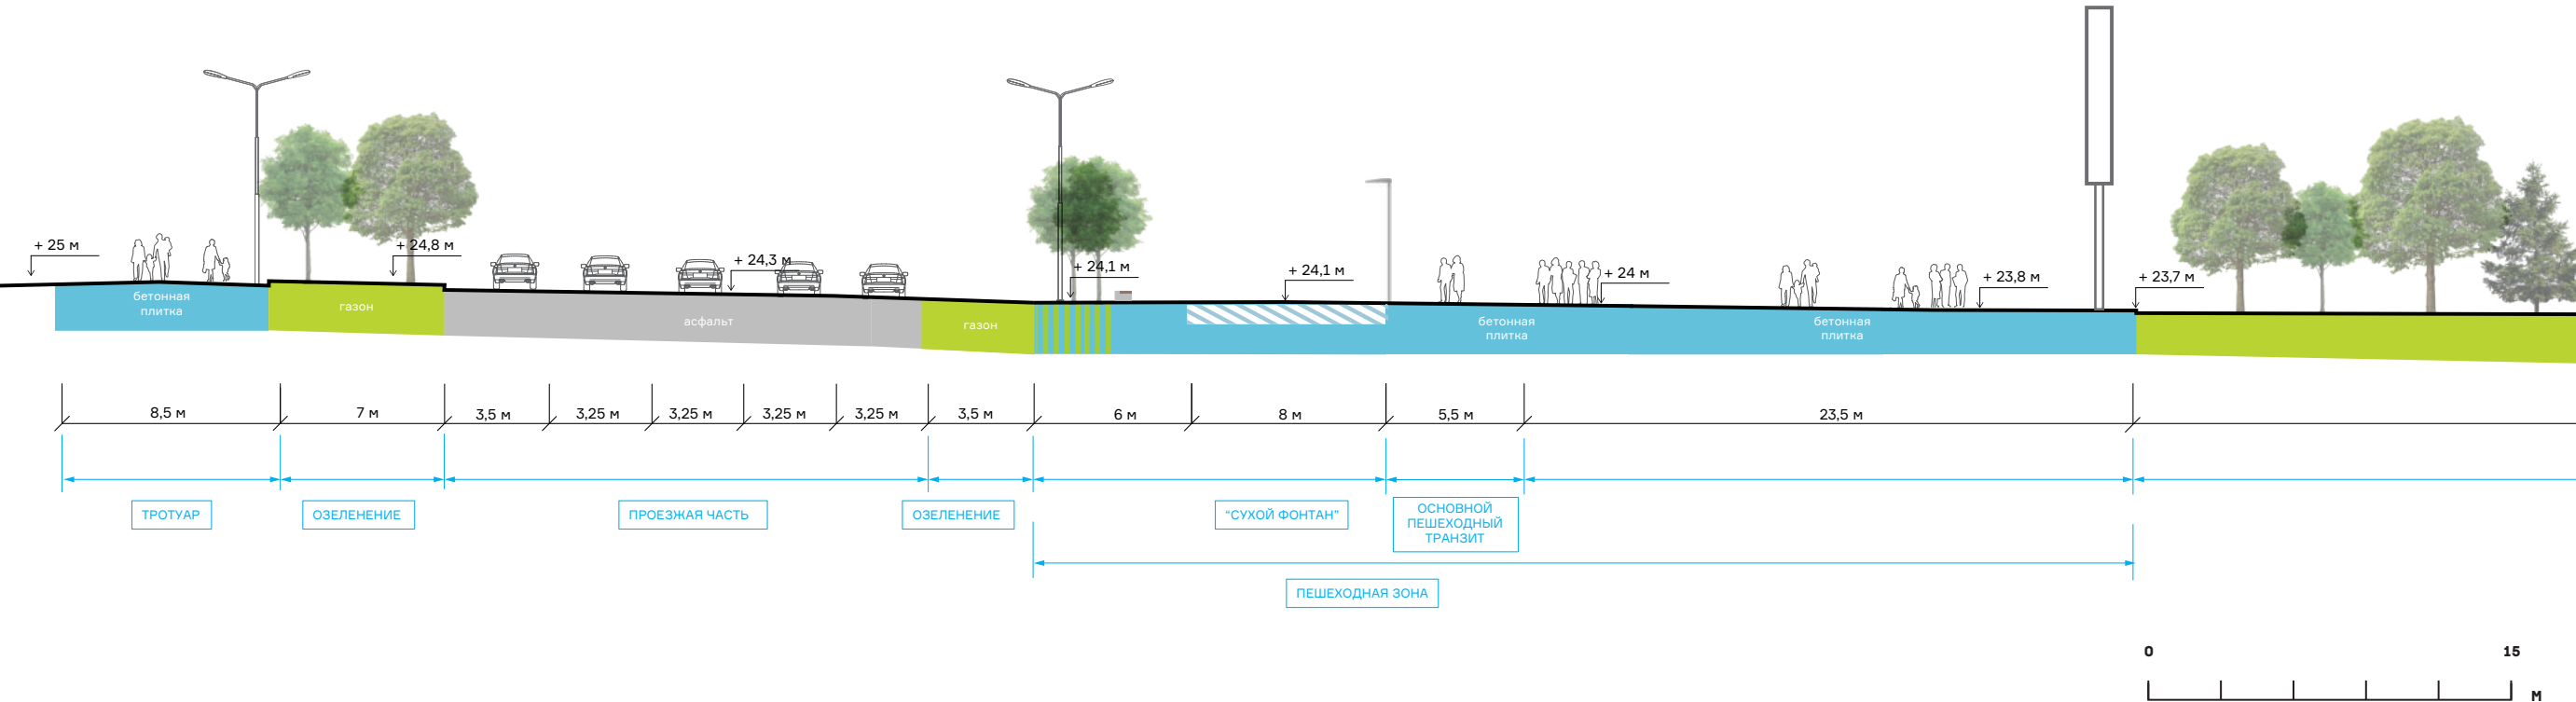 + 25 м
+ 24,8 м
+ 24,3 м
+ 24,1 м
+ 24,1 м
+ 24 м
+ 23,8 м
+ 23,7 м
бетонная
плитка
газон
асфальт
газон
бетонная
плитка
бетонная
плитка
8,5 м
7 м
3,5 м
3,25 м
3,25 м
3,25 м
3,25 м
3,5 м
6 м
8 м
5,5 м
23,5 м
ТРОТУАР
ОЗЕЛЕНЕНИЕ
ПРОЕЗЖАЯ ЧАСТЬ
ОЗЕЛЕНЕНИЕ
“СУХОЙ ФОНТАН”
ОСНОВНОЙ
ПЕШЕХОДНЫЙ
ТРАНЗИТ
ПЕШЕХОДНАЯ ЗОНА
0
15
М